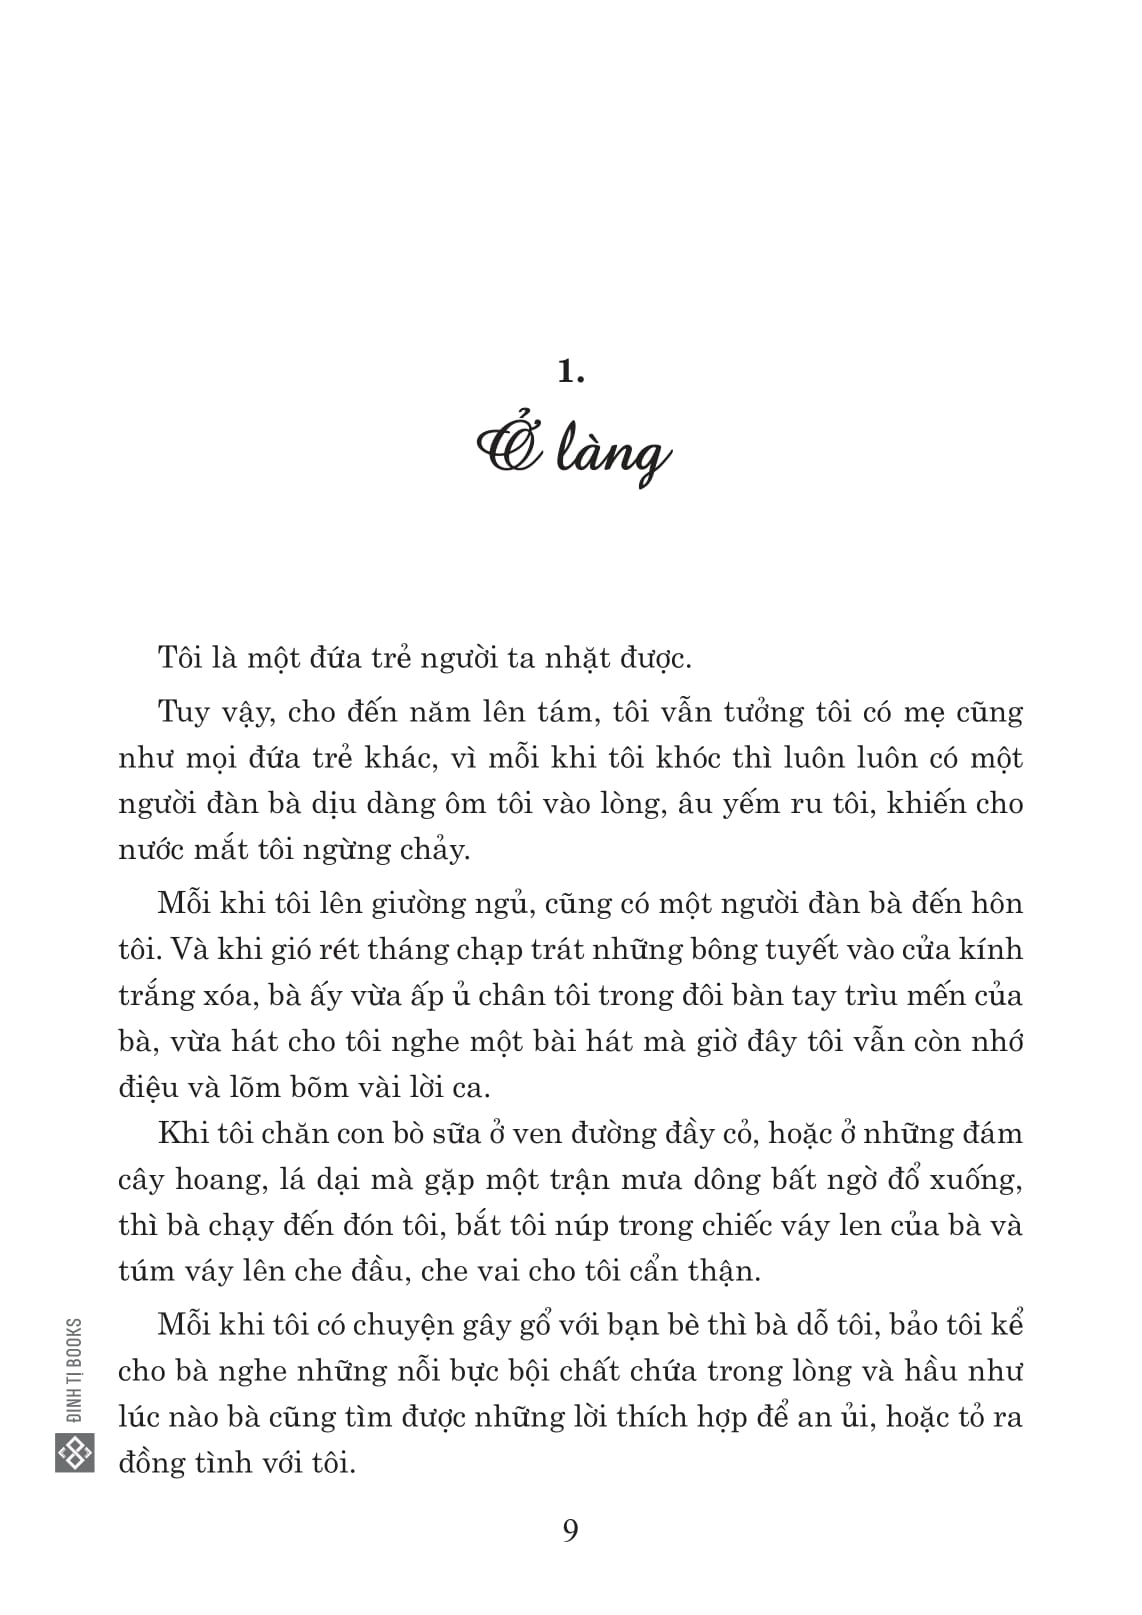 1.
Ở làng
Tôi là một đứa trẻ người ta nhặt được.
Tuy vậy, cho đến năm lên tám, tôi vẫn tưởng tôi có mẹ cũng
như mọi đứa trẻ khác, vì mỗi khi tôi khóc thì luôn luôn có một
người đàn bà dịu dàng ôm tôi vào lòng, âu yếm ru tôi, khiến cho
nước mắt tôi ngừng chảy.
Mỗi khi tôi lên giường ngủ, cũng có một người đàn bà đến hôn
tôi. Và khi gió rét tháng chạp trát những bông tuyết vào cửa kính
trắng xóa, bà ấy vừa ấp ủ chân tôi trong đôi bàn tay trìu mến của
bà, vừa hát cho tôi nghe một bài hát mà giờ đây tôi vẫn còn nhớ
điệu và lõm bõm vài lời ca.
Khi tôi chăn con bò sữa ở ven đường đầy cỏ, hoặc ở những đám
cây hoang, lá dại mà gặp một trận mưa dông bất ngờ đổ xuống,
thì bà chạy đến đón tôi, bắt tôi núp trong chiếc váy len của bà và
túm váy lên che đầu, che vai cho tôi cẩn thận.
Mỗi khi tôi có chuyện gây gổ với bạn bè thì bà dỗ tôi, bảo tôi kể
cho bà nghe những nỗi bực bội chất chứa trong lòng và hầu như
lúc nào bà cũng tìm được những lời thích hợp để an ủi, hoặc tỏ ra
đồng tình với tôi.
ĐINH TỊ BOOKS
9